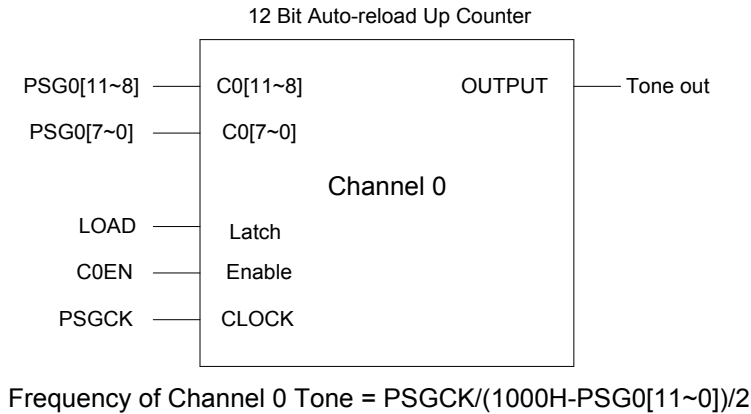 12 Bit Auto-reload Up Counter
PSG0[11~8] C0[11~8] OUTPUT Tone out
PSG0[7~0] C0[7~0]
Channel 0
LOAD Latch
C0EN Enable
PSGCK CLOCK
Frequency of Channel 0 Tone = PSGCK/(1000H-PSG0[11~0])/2